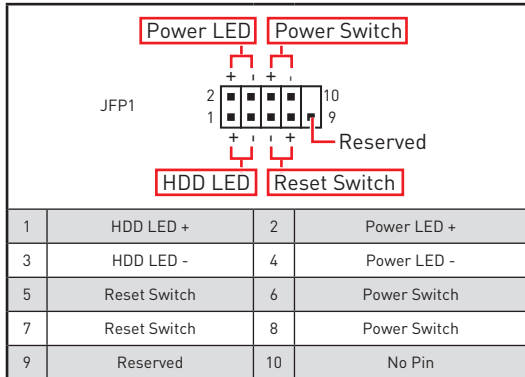 Power LED Power Switch
+ - + -
JFP1
2 10
1 9
+ - - +
Reserved
HDD LED Reset Switch
1 HDD LED + 2 Power LED +
3 HDD LED - 4 Power LED -
5 Reset Switch 6 Power Switch
7 Reset Switch 8 Power Switch
9 Reserved 10 No Pin